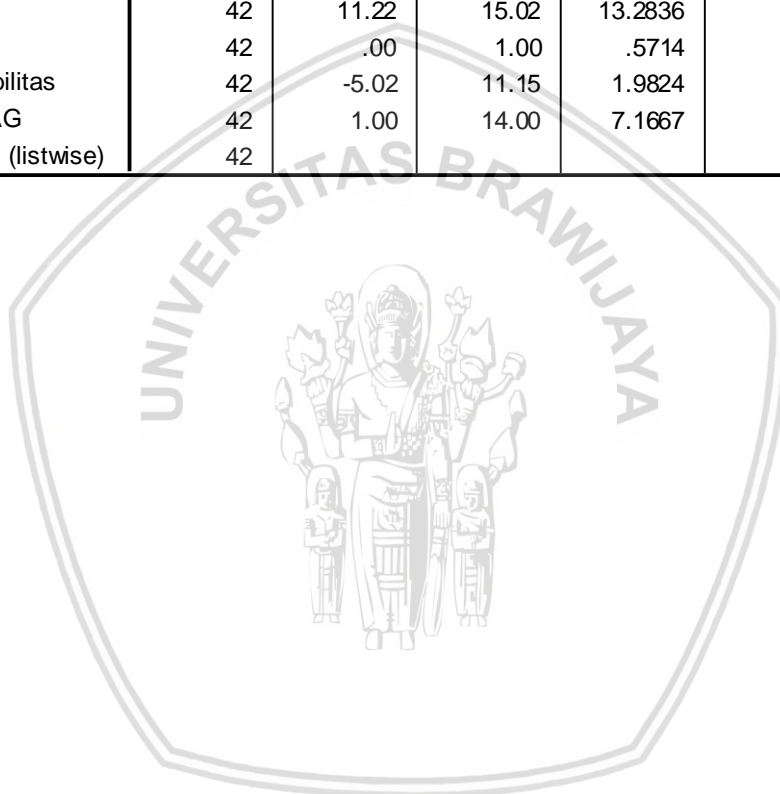 42 11.22 15.02 13.2836
42 .00 1.00 .5714
bilitas 42 -5.02 11.15 1.9824
AG 42 1.00 14.00 7.1667
(listwise) 42
UNIVERSITAS BRAWIJAYA